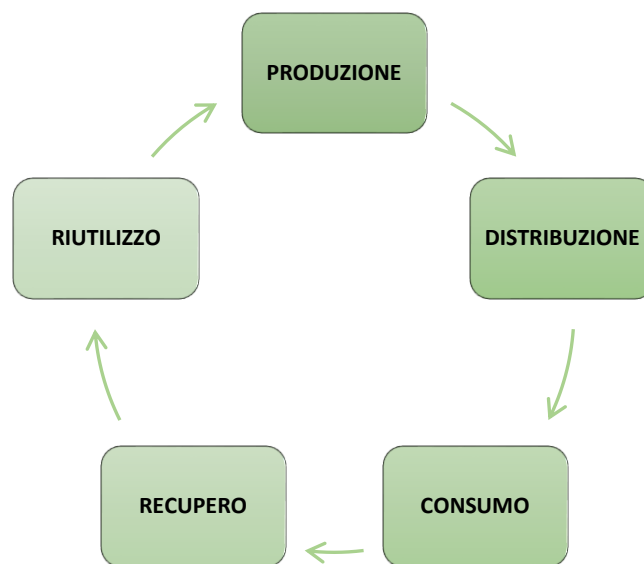 PRODUZIONE
RIUTILIZZO
DISTRIBUZIONE
RECUPERO
CONSUMO